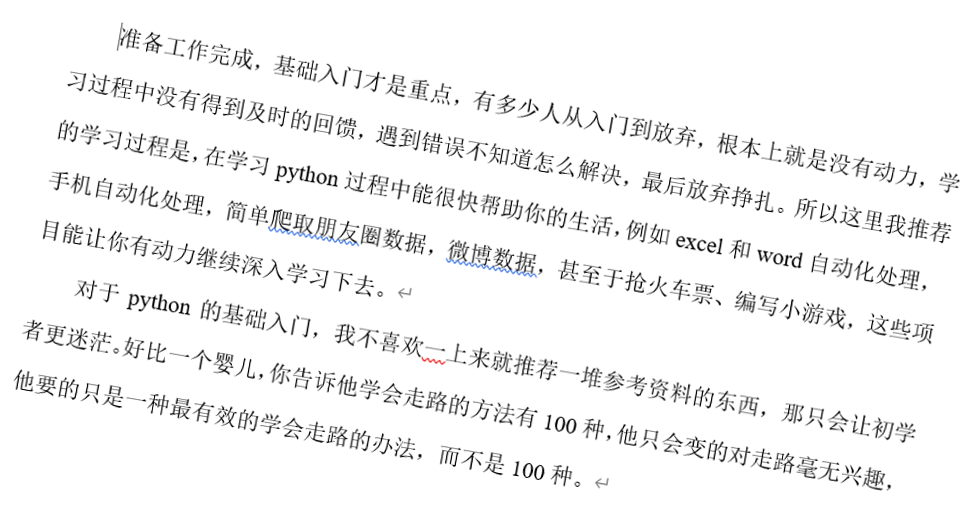 准备工作完成，基础入门才是重点，有多少人从入门到放弃，根本上就是没有动力，学
习过程中没有得到及时的回馈，遇到错误不知道怎么解决，最后放弃挣扎。所以这里我推荐
的学习过程是，在学习 python 过程中能很快帮助你的生活，例如 excel 和 word 自动化处理，
手机自动化处理，简单爬取朋友圈数据，微博数据，甚至于抢火车票、编写小游戏，这些项
目能让你有动力继续深入学习下去。
对于 python 的基础入门，我不喜欢一上来就推荐一堆参考资料的东西，那只会让初学
者更迷茫。好比一个婴儿，你告诉他学会走路的方法有 100 种，他只会变的对走路毫无兴趣，
他要的只是一种最有效的学会走路的办法，而不是 100 种。